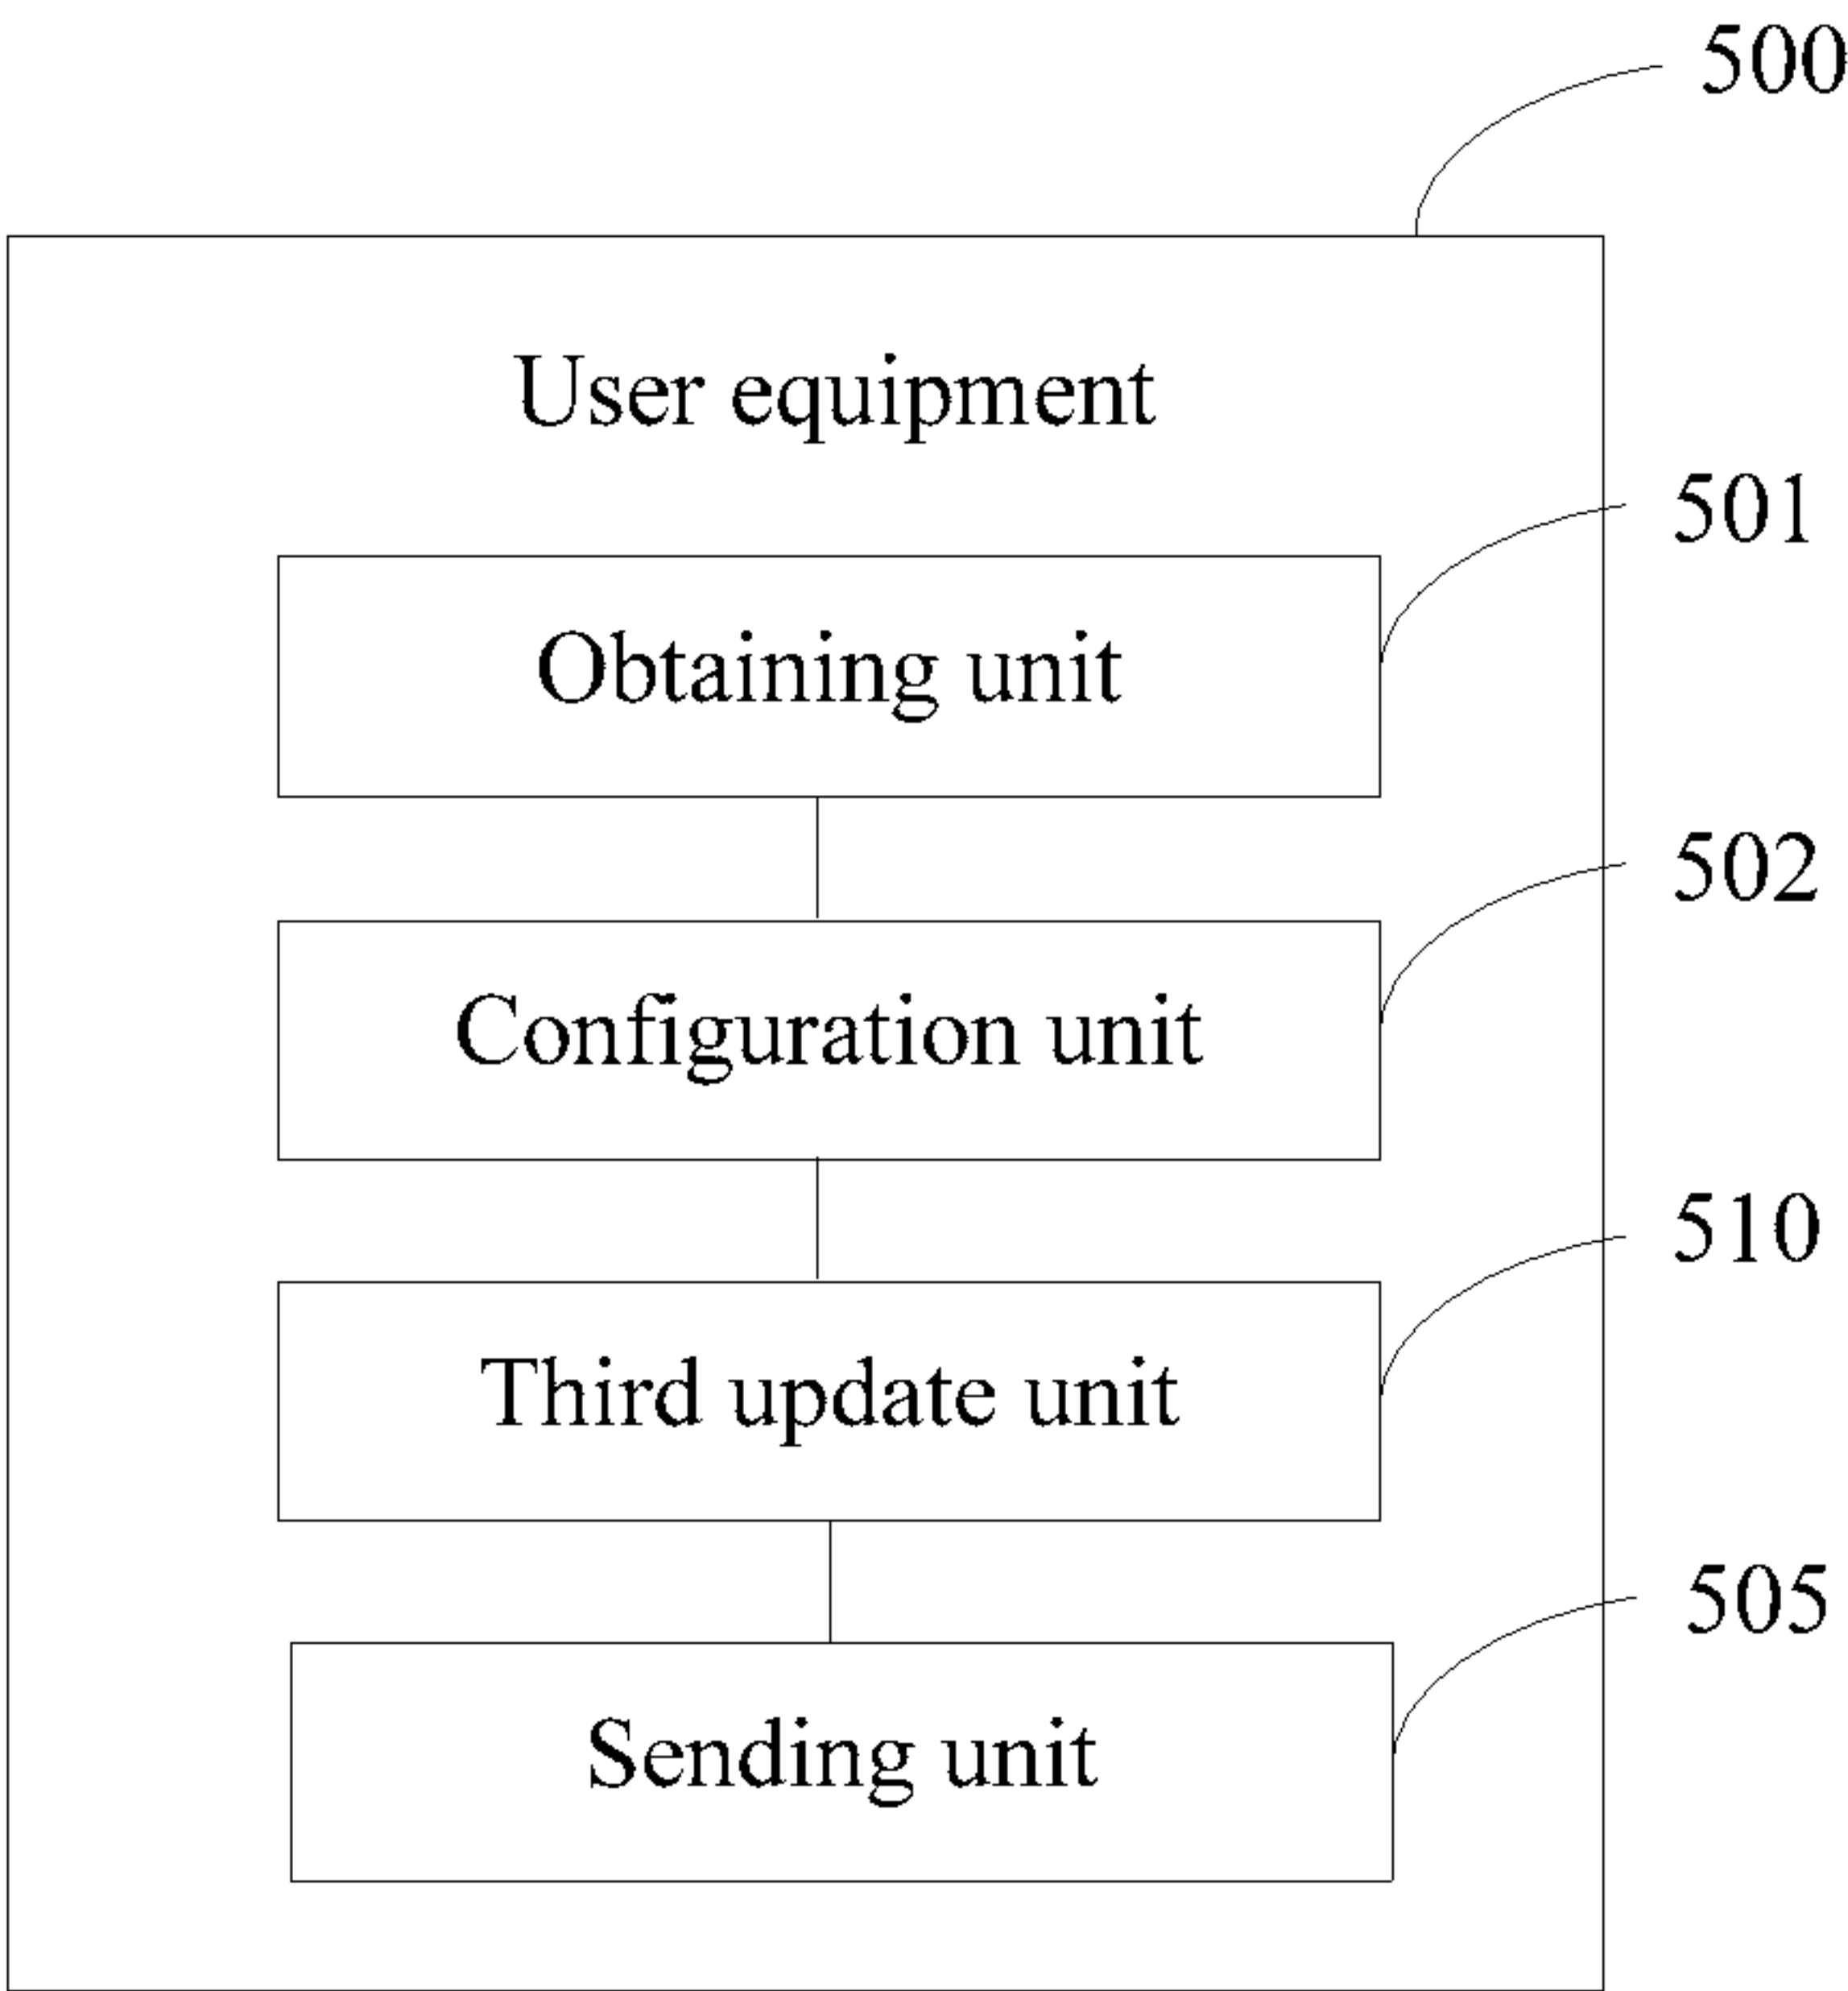 500
User equipment
501
Obtaining unit
502
Configuration unit
510
Third update unit
505
Sending unit